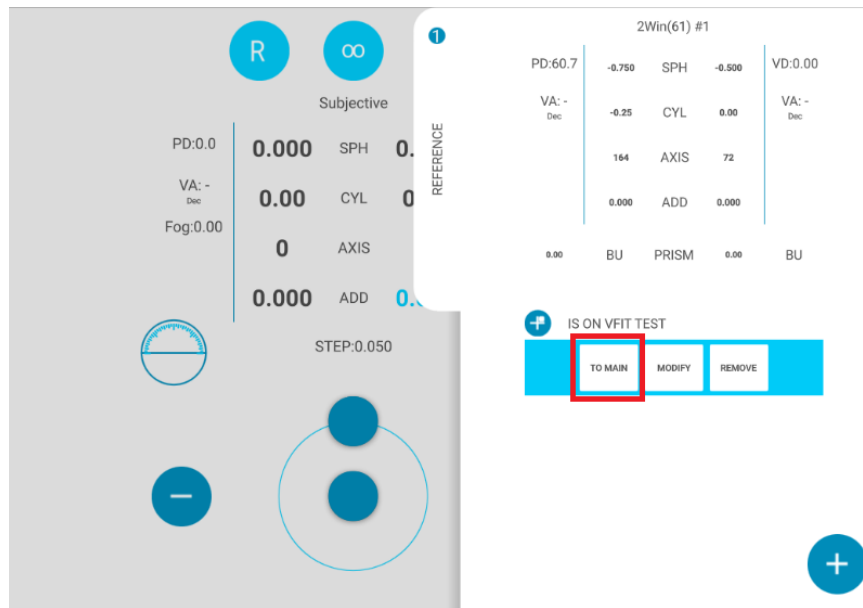 R ∞
Subjective
PD:0.0
0.000 SPH 0.
VA: -
Dec
0.00 CYL 0
Fog:0.00
0 AXIS
0.000 ADD
STEP:0.050
−
1
REFERENCE
2Win(61) #1
PD:60.7 -0.750 SPH -0.500 VD:0.00
VA: - -0.25 CYL 0.00 VA: -
Dec Dec
164 AXIS 72
0.000 ADD 0.000
0.00 BU PRISM 0.00 BU
IS ON VFIT TEST
TO MAIN MODIFY REMOVE
+